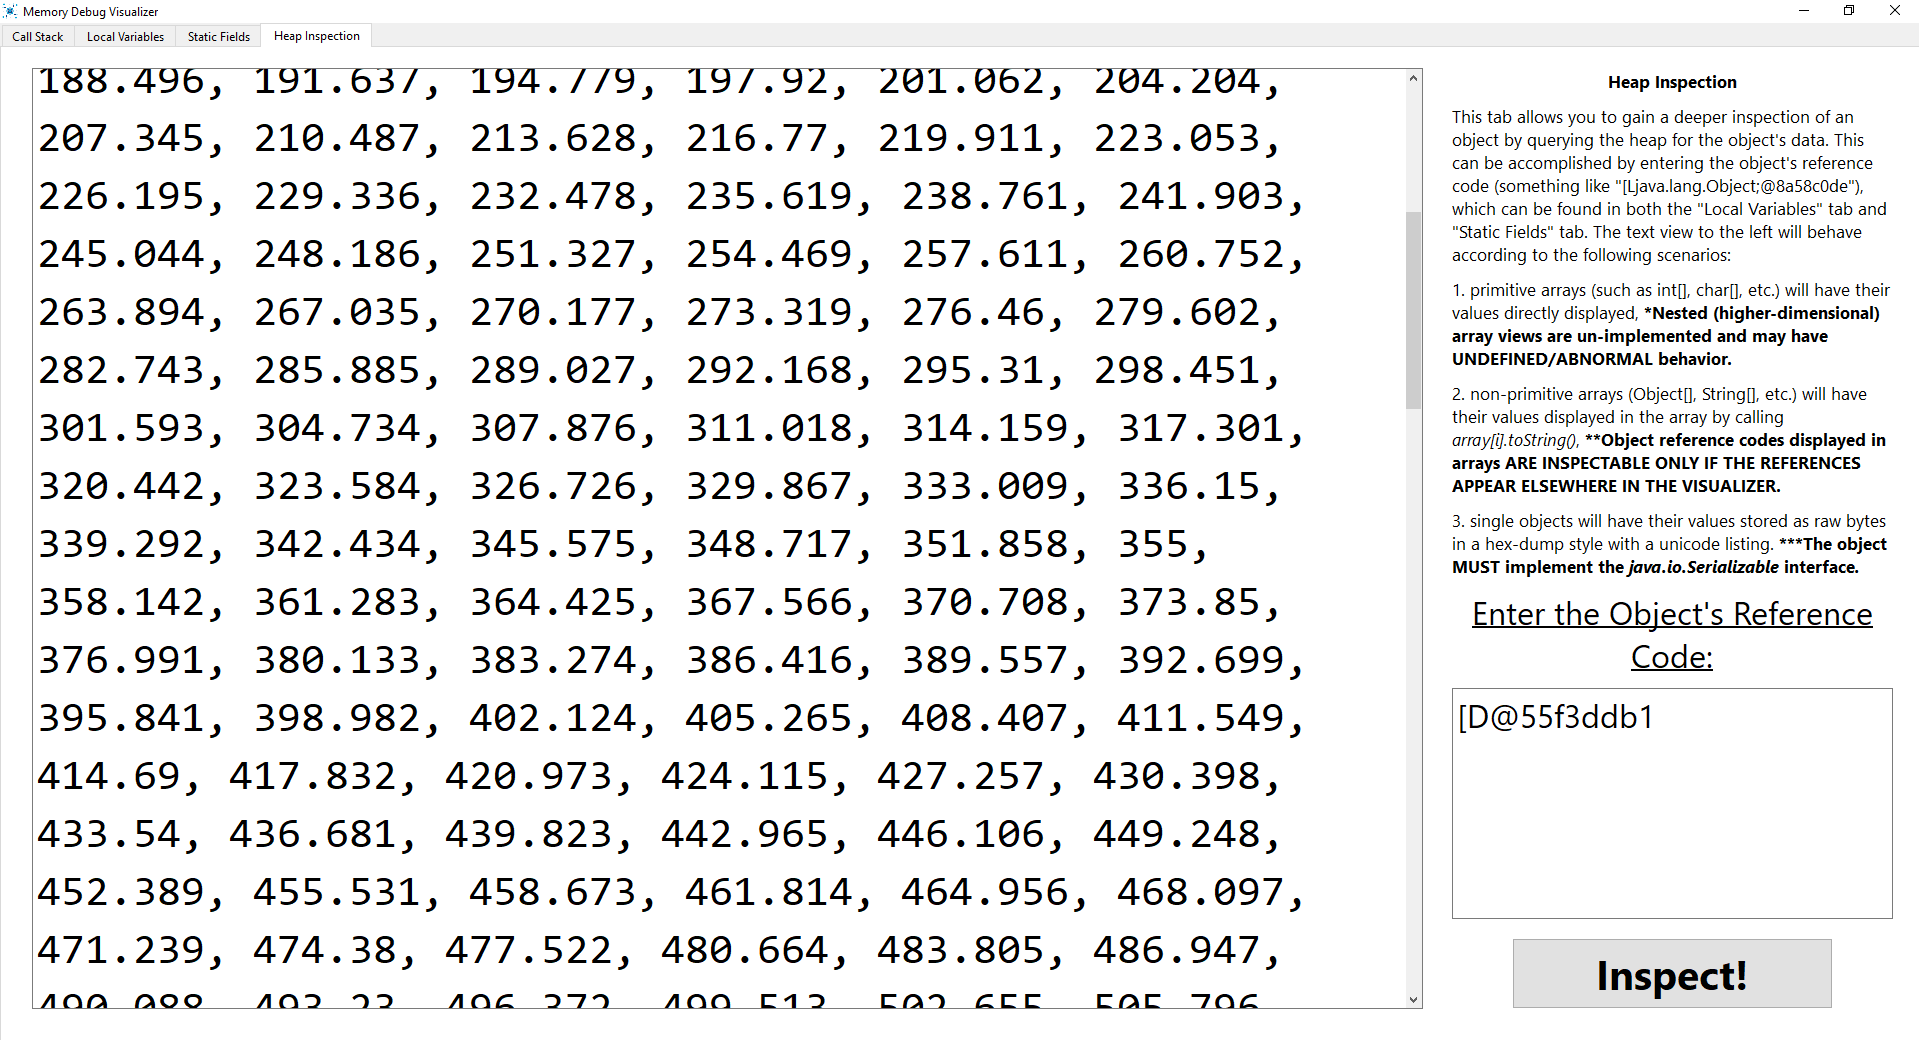 Memory Debug Visualizer
Call Stack Local Variables Static Fields Heap Inspection
188.496, 191.637, 194.779, 197.92, 201.062, 204.204,
207.345, 210.487, 213.628, 216.77, 219.911, 223.053,
226.195, 229.336, 232.478, 235.619, 238.761, 241.903,
245.044, 248.186, 251.327, 254.469, 257.611, 260.752,
263.894, 267.035, 270.177, 273.319, 276.46, 279.602,
282.743, 285.885, 289.027, 292.168, 295.31, 298.451,
301.593, 304.734, 307.876, 311.018, 314.159, 317.301,
320.442, 323.584, 326.726, 329.867, 333.009, 336.15,
339.292, 342.434, 345.575, 348.717, 351.858, 355,
358.142, 361.283, 364.425, 367.566, 370.708, 373.85,
376.991, 380.133, 383.274, 386.416, 389.557, 392.699,
395.841, 398.982, 402.124, 405.265, 408.407, 411.549,
414.69, 417.832, 420.973, 424.115, 427.257, 430.398,
433.54, 436.681, 439.823, 442.965, 446.106, 449.248,
452.389, 455.531, 458.673, 461.814, 464.956, 468.097,
471.239, 474.38, 477.522, 480.664, 483.805, 486.947,
490.088, 493.23, 496.372, 499.513, 502.655, 505.796
Heap Inspection
This tab allows you to gain a deeper inspection of an
object by querying the heap for the object's data. This
can be accomplished by entering the object's reference
code (something like "[Ljava.lang.Object;@8a58c0de"),
which can be found in both the "Local Variables" tab and
"Static Fields" tab. The text view to the left will behave
according to the following scenarios:
1. primitive arrays (such as int[], char[], etc.) will have their
values directly displayed, *Nested (higher-dimensional)
array views are un-implemented and may have
UNDEFINED/ABNORMAL behavior.
2. non-primitive arrays (Object[], String[], etc.) will have
their values displayed in the array by calling
array[i].toString(), **Object reference codes displayed in
arrays ARE INSPECTABLE ONLY IF THE REFERENCES
APPEAR ELSEWHERE IN THE VISUALIZER.
3. single objects will have their values stored as raw bytes
in a hex-dump style with a unicode listing. ***The object
MUST implement the java.io.Serializable interface.
Enter the Object's Reference
Code:
[D@55f3ddb1
Inspect!